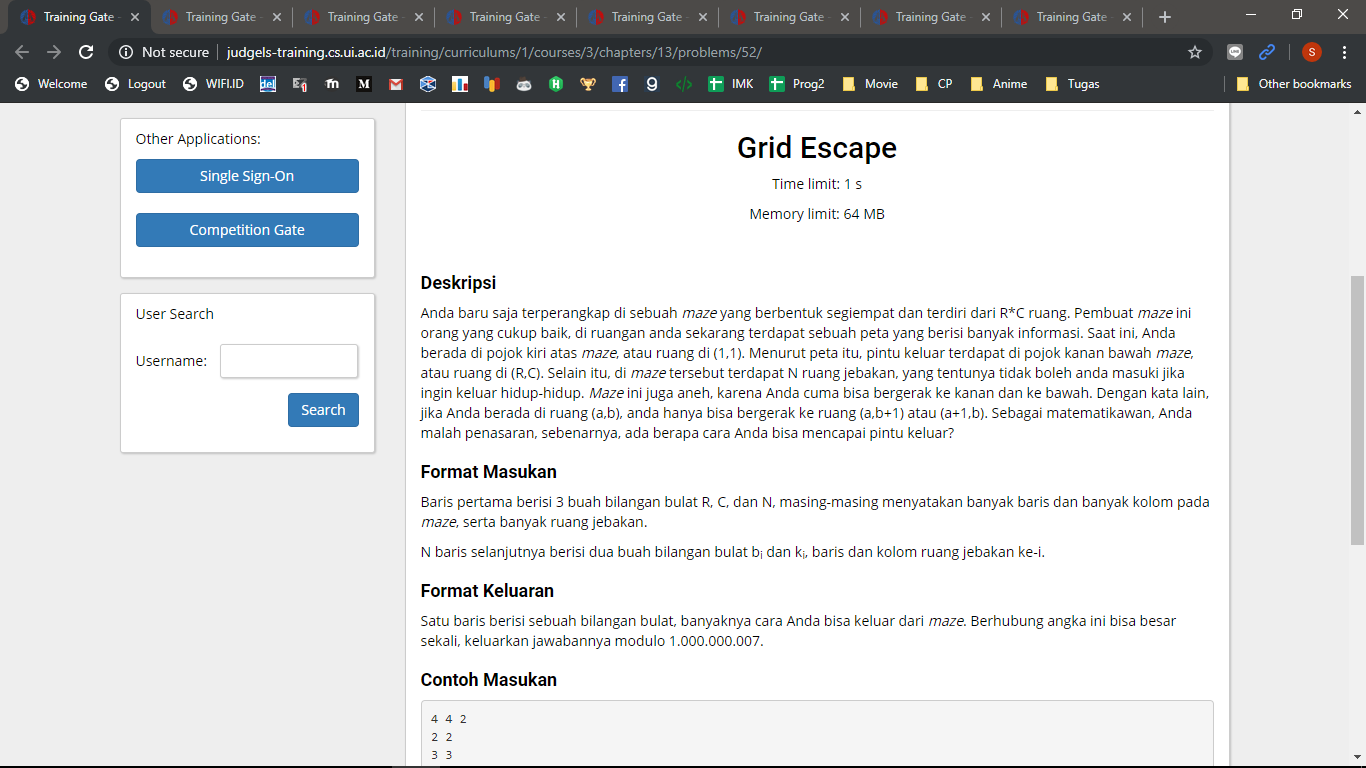 Training Gate
Training Gate
Training Gate
Training Gate
Training Gate
Training Gate
Training Gate
Training Gate
Not secure
judgels-training.cs.ui.ac.id/training/curriculums/1/courses/3/chapters/13/problems/52/
S
Welcome
Logout
WIFI.ID
del
M
g
IMK
Prog2
Movie
CP
Anime
Tugas
Other bookmarks
Other Applications:
Single Sign-On
Competition Gate
User Search
Username:
Search
Grid Escape
Time limit: 1 s
Memory limit: 64 MB
Deskripsi
Anda baru saja terperangkap di sebuah maze yang berbentuk segiempat dan terdiri dari R*C ruang. Pembuat maze ini
orang yang cukup baik, di ruangan anda sekarang terdapat sebuah peta yang berisi banyak informasi. Saat ini, Anda
berada di pojok kiri atas maze, atau ruang di (1,1). Menurut peta itu, pintu keluar terdapat di pojok kanan bawah maze,
atau ruang di (R,C). Selain itu, di maze tersebut terdapat N ruang jebakan, yang tentunya tidak boleh anda masuki jika
ingin keluar hidup-hidup. Maze ini juga aneh, karena Anda cuma bisa bergerak ke kanan dan ke bawah. Dengan kata lain,
jika Anda berada di ruang (a,b), anda hanya bisa bergerak ke ruang (a,b+1) atau (a+1,b). Sebagai matematikawan, Anda
malah penasaran, sebenarnya, ada berapa cara Anda bisa mencapai pintu keluar?
Format Masukan
Baris pertama berisi 3 buah bilangan bulat R, C, dan N, masing-masing menyatakan banyak baris dan banyak kolom pada
maze, serta banyak ruang jebakan.
N baris selanjutnya berisi dua buah bilangan bulat bi dan ki, baris dan kolom ruang jebakan ke-i.
Format Keluaran
Satu baris berisi sebuah bilangan bulat, banyaknya cara Anda bisa keluar dari maze. Berhubung angka ini bisa besar
sekali, keluarkan jawabannya modulo 1.000.000.007.
Contoh Masukan
4 4 2
2 2
3 3